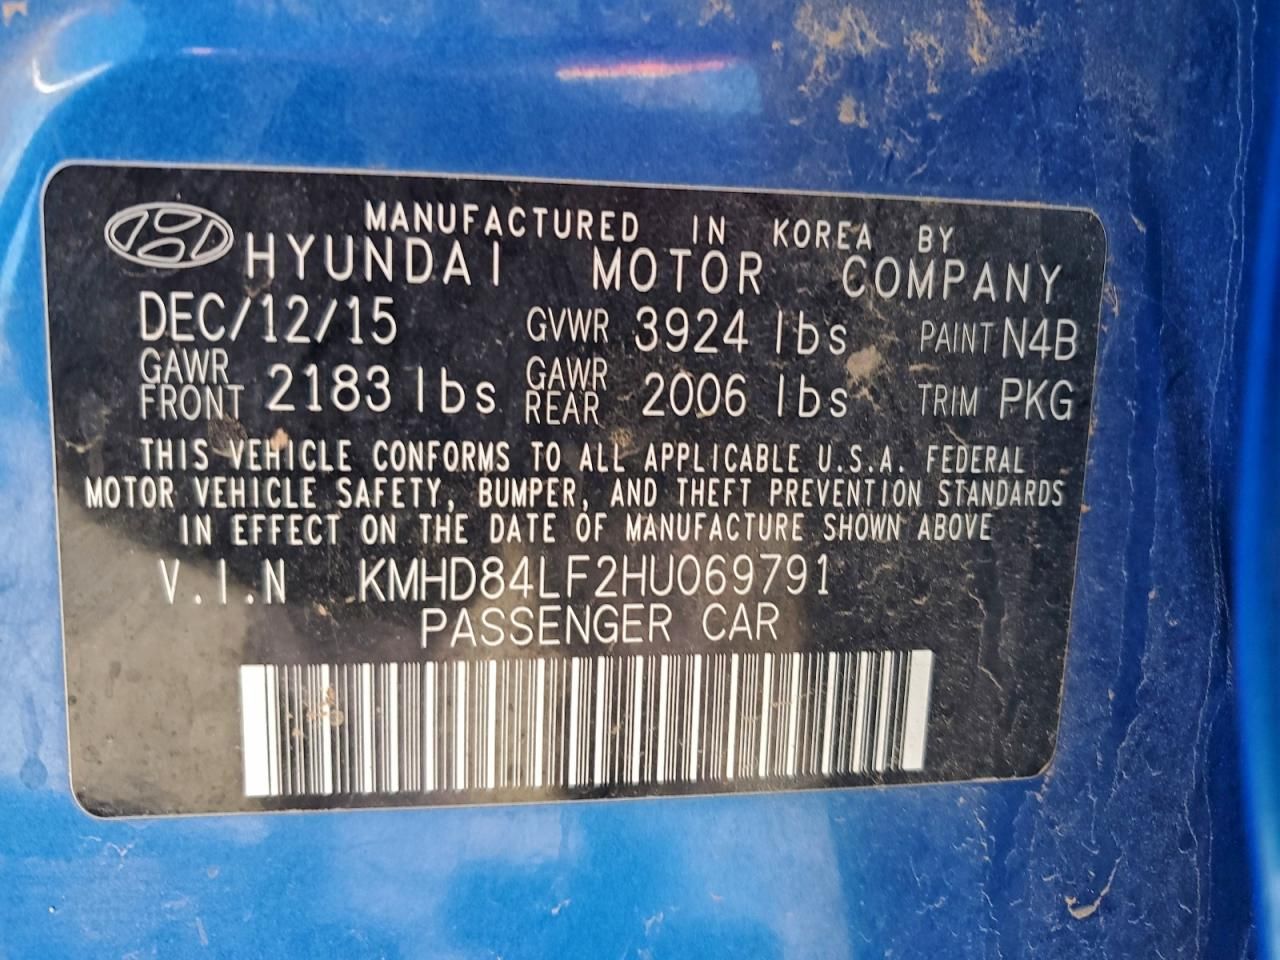 MANUFACTURED IN KOREA BY
HYUNDAI MOTOR COMPANY
DEC/12/15 GVWR 3924 lbs PAINT N4B
GAWR FRONT 2183 lbs GAWR REAR 2006 lbs TRIM PKG
THIS VEHICLE CONFORMS TO ALL APPLICABLE U.S.A. FEDERAL
MOTOR VEHICLE SAFETY, BUMPER, AND THEFT PREVENTION STANDARDS
IN EFFECT ON THE DATE OF MANUFACTURE SHOWN ABOVE
V.I.N KMHD84LF2HU069791
PASSENGER CAR